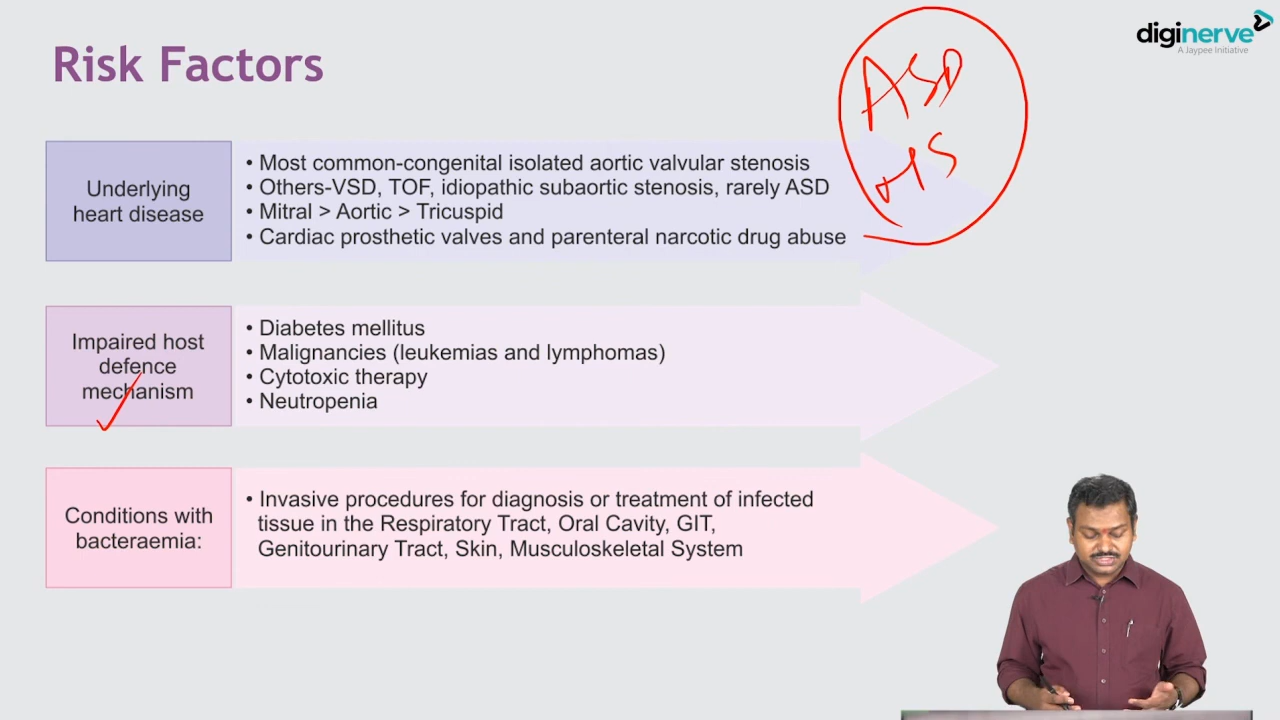 Risk Factors
diginerve
A Jaypee Initiative
ASD
MS
Underlying
heart disease
• Most common-congenital isolated aortic valvular stenosis
• Others-VSD, TOF, idiopathic subaortic stenosis, rarely ASD
• Mitral > Aortic > Tricuspid
• Cardiac prosthetic valves and parenteral narcotic drug abuse
Impaired host
defence
mechanism
• Diabetes mellitus
• Malignancies (leukemias and lymphomas)
• Cytotoxic therapy
• Neutropenia
Conditions with
bacteraemia:
• Invasive procedures for diagnosis or treatment of infected
tissue in the Respiratory Tract, Oral Cavity, GIT,
Genitourinary Tract, Skin, Musculoskeletal System